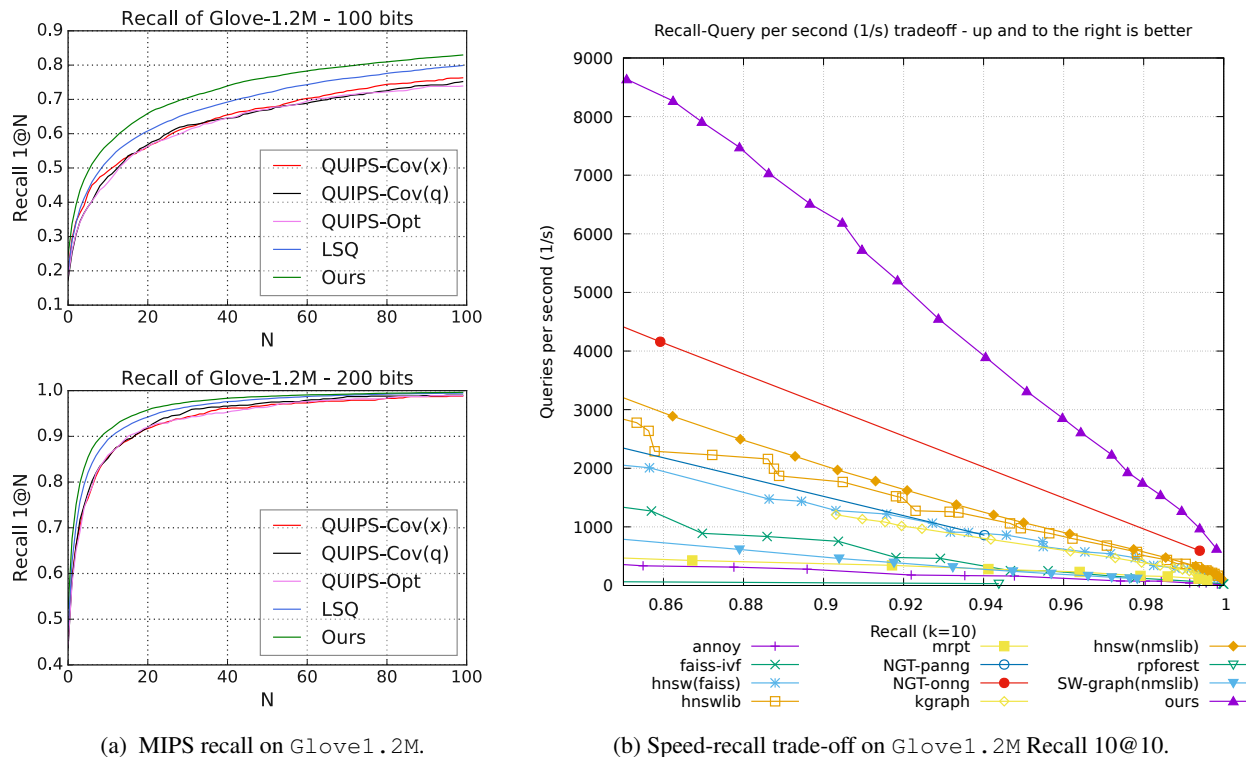 Recall of Glove-1.2M - 100 bits
0.9
0.8
0.7
0.6
0.5
0.4
0.3
0.2
0.1
Recall 1@N
QUIPS-Cov(x)
QUIPS-Cov(q)
QUIPS-Opt
LSQ
Ours
0 20 40 60 80 100
N
Recall of Glove-1.2M - 200 bits
1.0
0.9
0.8
0.7
0.6
0.5
0.4
Recall 1@N
QUIPS-Cov(x)
QUIPS-Cov(q)
QUIPS-Opt
LSQ
Ours
0 20 40 60 80 100
N
(a) MIPS recall on Glove1.2M.
Recall-Query per second (1/s) tradeoff - up and to the right is better
9000
8000
7000
6000
5000
4000
3000
2000
1000
0
Queries per second (1/s)
0.86 0.88 0.9 0.92 0.94 0.96 0.98 1
Recall (k=10)
annoy mrpt hnsw(nmslib)
faiss-ivf NGT-panng rpforest
hnsw(faiss) NGT-onng SW-graph(nmslib)
hnswlib kgraph ours
(b) Speed-recall trade-off on Glove1.2M Recall 10@10.